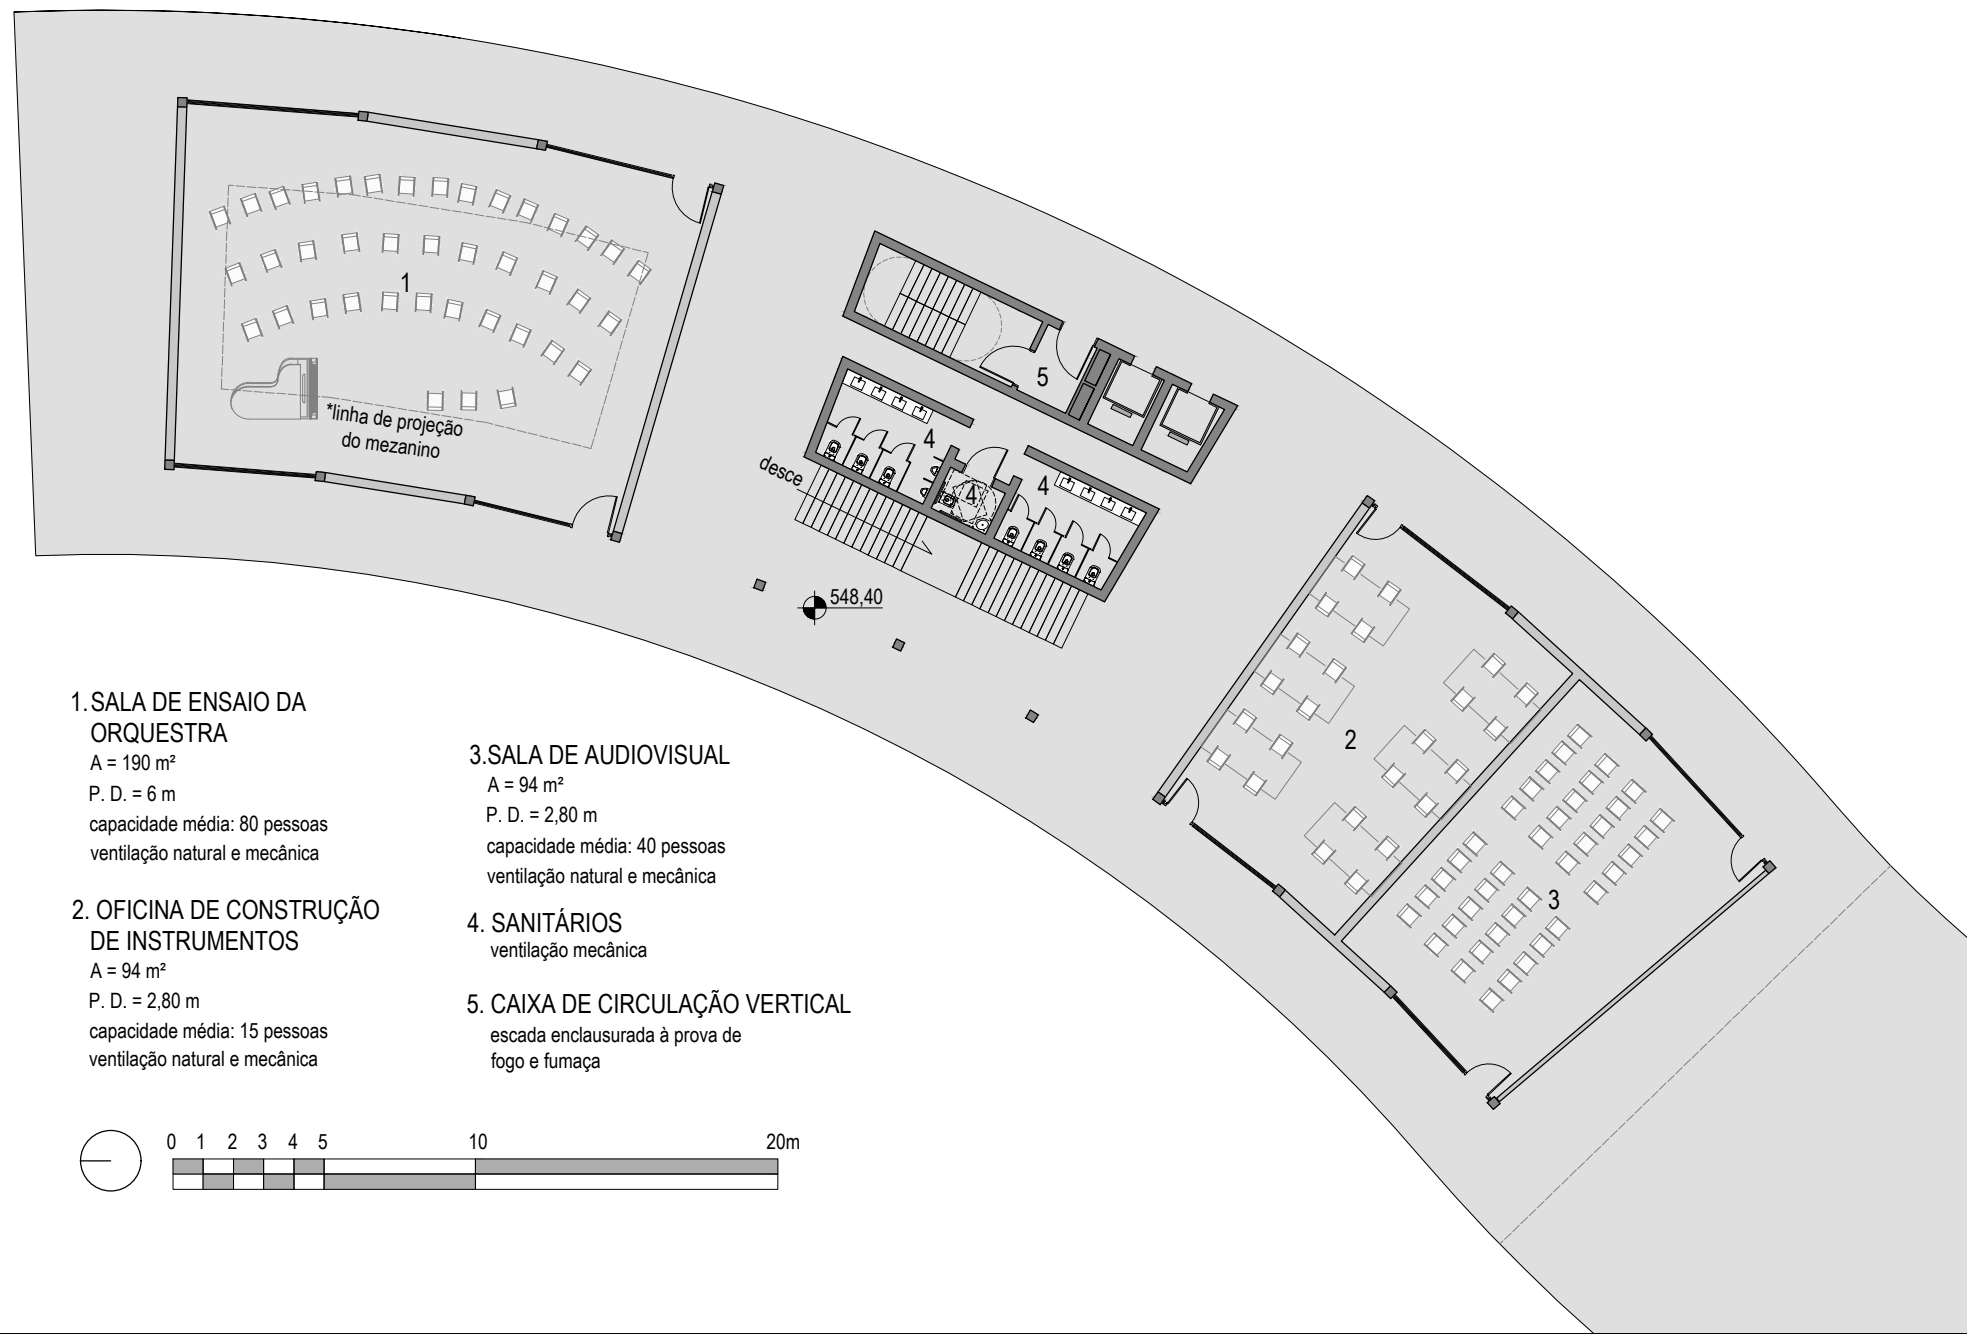 1
5
4
4
4
desce
*linha de projeção
do mezanino
548,40
2
3
1. SALA DE ENSAIO DA
ORQUESTRA
A = 190 m²
P. D. = 6 m
capacidade média: 80 pessoas
ventilação natural e mecânica
2. OFICINA DE CONSTRUÇÃO
DE INSTRUMENTOS
A = 94 m²
P. D. = 2,80 m
capacidade média: 15 pessoas
ventilação natural e mecânica
3.SALA DE AUDIOVISUAL
A = 94 m²
P. D. = 2,80 m
capacidade média: 40 pessoas
ventilação natural e mecânica
4. SANITÁRIOS
ventilação mecânica
5. CAIXA DE CIRCULAÇÃO VERTICAL
escada enclausurada à prova de
fogo e fumaça
0 1 2 3 4 5 10 20m